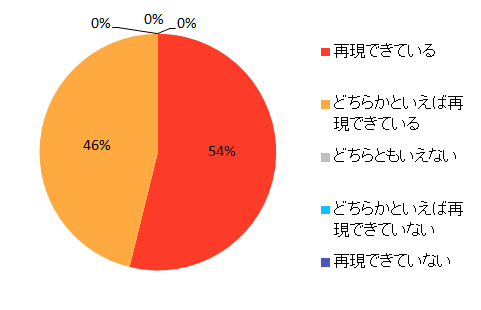 0%
0%
0%
46%
54%
再現できている
どちらかといえば再
現できている
どちらともいえない
どちらかといえば再
現できていない
再現できていない